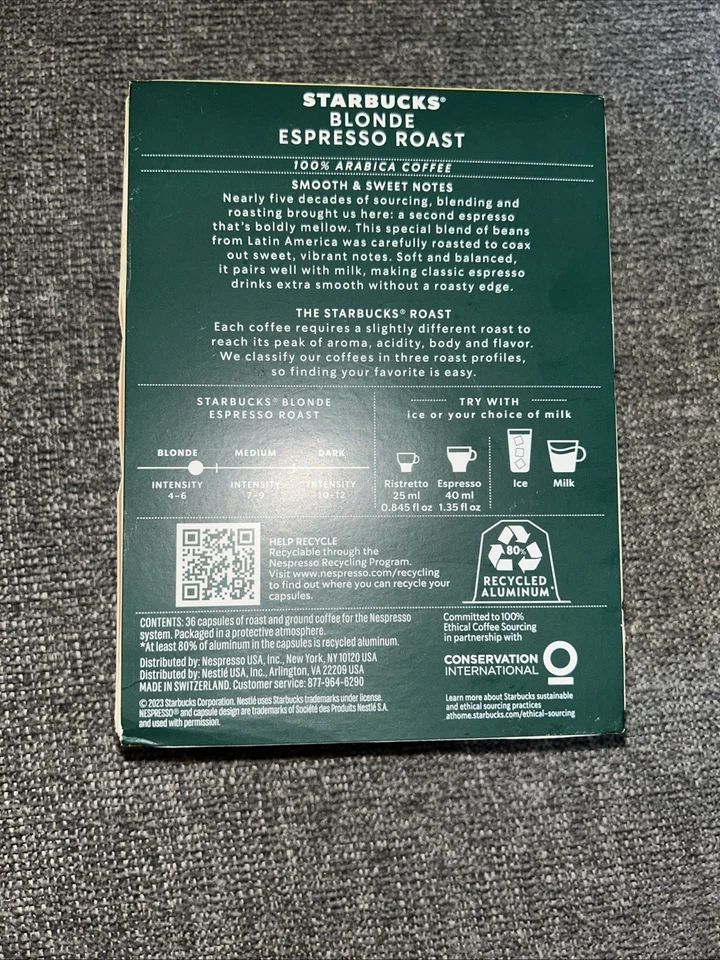 STARBUCKS®
BLONDE
ESPRESSO ROAST
100% ARABICA COFFEE
SMOOTH & SWEET NOTES
Nearly five decades of sourcing, blending and
roasting brought us here: a second espresso
that's boldly mellow. This special blend of beans
from Latin America was carefully roasted to coax
out sweet, vibrant notes. Soft and balanced,
it pairs well with milk, making classic espresso
drinks extra smooth without a roasty edge.
THE STARBUCKS® ROAST
Each coffee requires a slightly different roast to
reach its peak of aroma, acidity, body and flavor.
We classify our coffees in three roast profiles,
so finding your favorite is easy.
STARBUCKS® BLONDE
ESPRESSO ROAST
BLONDE MEDIUM DARK
INTENSITY INTENSITY INTENSITY
4-6 7-9 10-12
TRY WITH
ice or your choice of milk
Ristretto Espresso Ice Milk
25 ml 40 ml
0.845 fl oz 1.35 fl oz
HELP RECYCLE
Recyclable through the
Nespresso Recycling Program.
Visit www.nespresso.com/recycling
to find out where you can recycle your
capsules.
80%
RECYCLED
ALUMINUM*
CONTENTS: 36 capsules of roast and ground coffee for the Nespresso
system. Packaged in a protective atmosphere.
*At least 80% of aluminum in the capsules is recycled aluminum.
Distributed by: Nespresso USA, Inc., New York, NY 10120 USA
Distributed by: Nestlé USA, Inc., Arlington, VA 22209 USA
MADE IN SWITZERLAND. Customer service: 877-964-6290
© 2023 Starbucks Corporation. Nestlé uses Starbucks trademarks under license.
NESPRESSO® and capsule design are trademarks of Société des Produits Nestlé S.A.
and used with permission.
Committed to 100%
Ethical Coffee Sourcing
in partnership with
CONSERVATION
INTERNATIONAL
Learn more about Starbucks sustainable
and ethical sourcing practices
athome.starbucks.com/ethical-sourcing